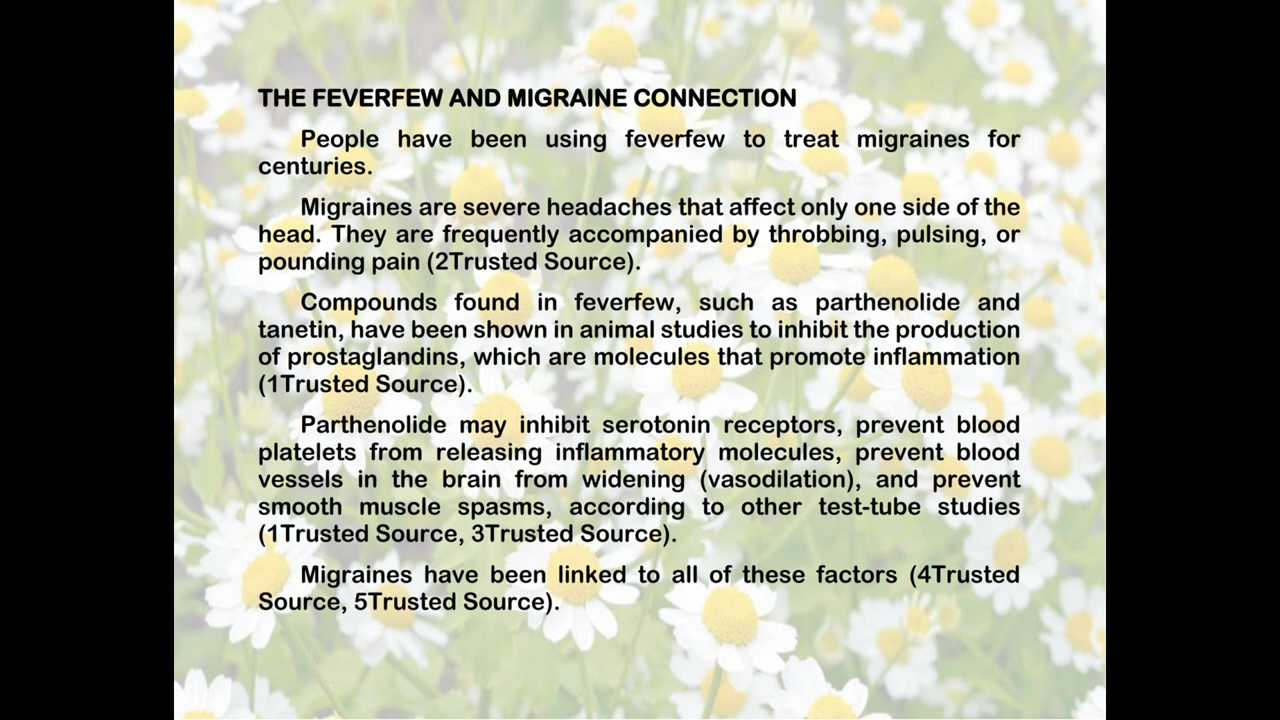 THE FEVERFEW AND MIGRAINE CONNECTION
People have been using feverfew to treat migraines for
centuries.
Migraines are severe headaches that affect only one side of the
head. They are frequently accompanied by throbbing, pulsing, or
pounding pain (2Trusted Source).
Compounds found in feverfew, such as parthenolide and
tanetin, have been shown in animal studies to inhibit the production
of prostaglandins, which are molecules that promote inflammation
(1Trusted Source).
Parthenolide may inhibit serotonin receptors, prevent blood
platelets from releasing inflammatory molecules, prevent blood
vessels in the brain from widening (vasodilation), and prevent
smooth muscle spasms, according to other test-tube studies
(1Trusted Source, 3Trusted Source).
Migraines have been linked to all of these factors (4Trusted
Source, 5Trusted Source).